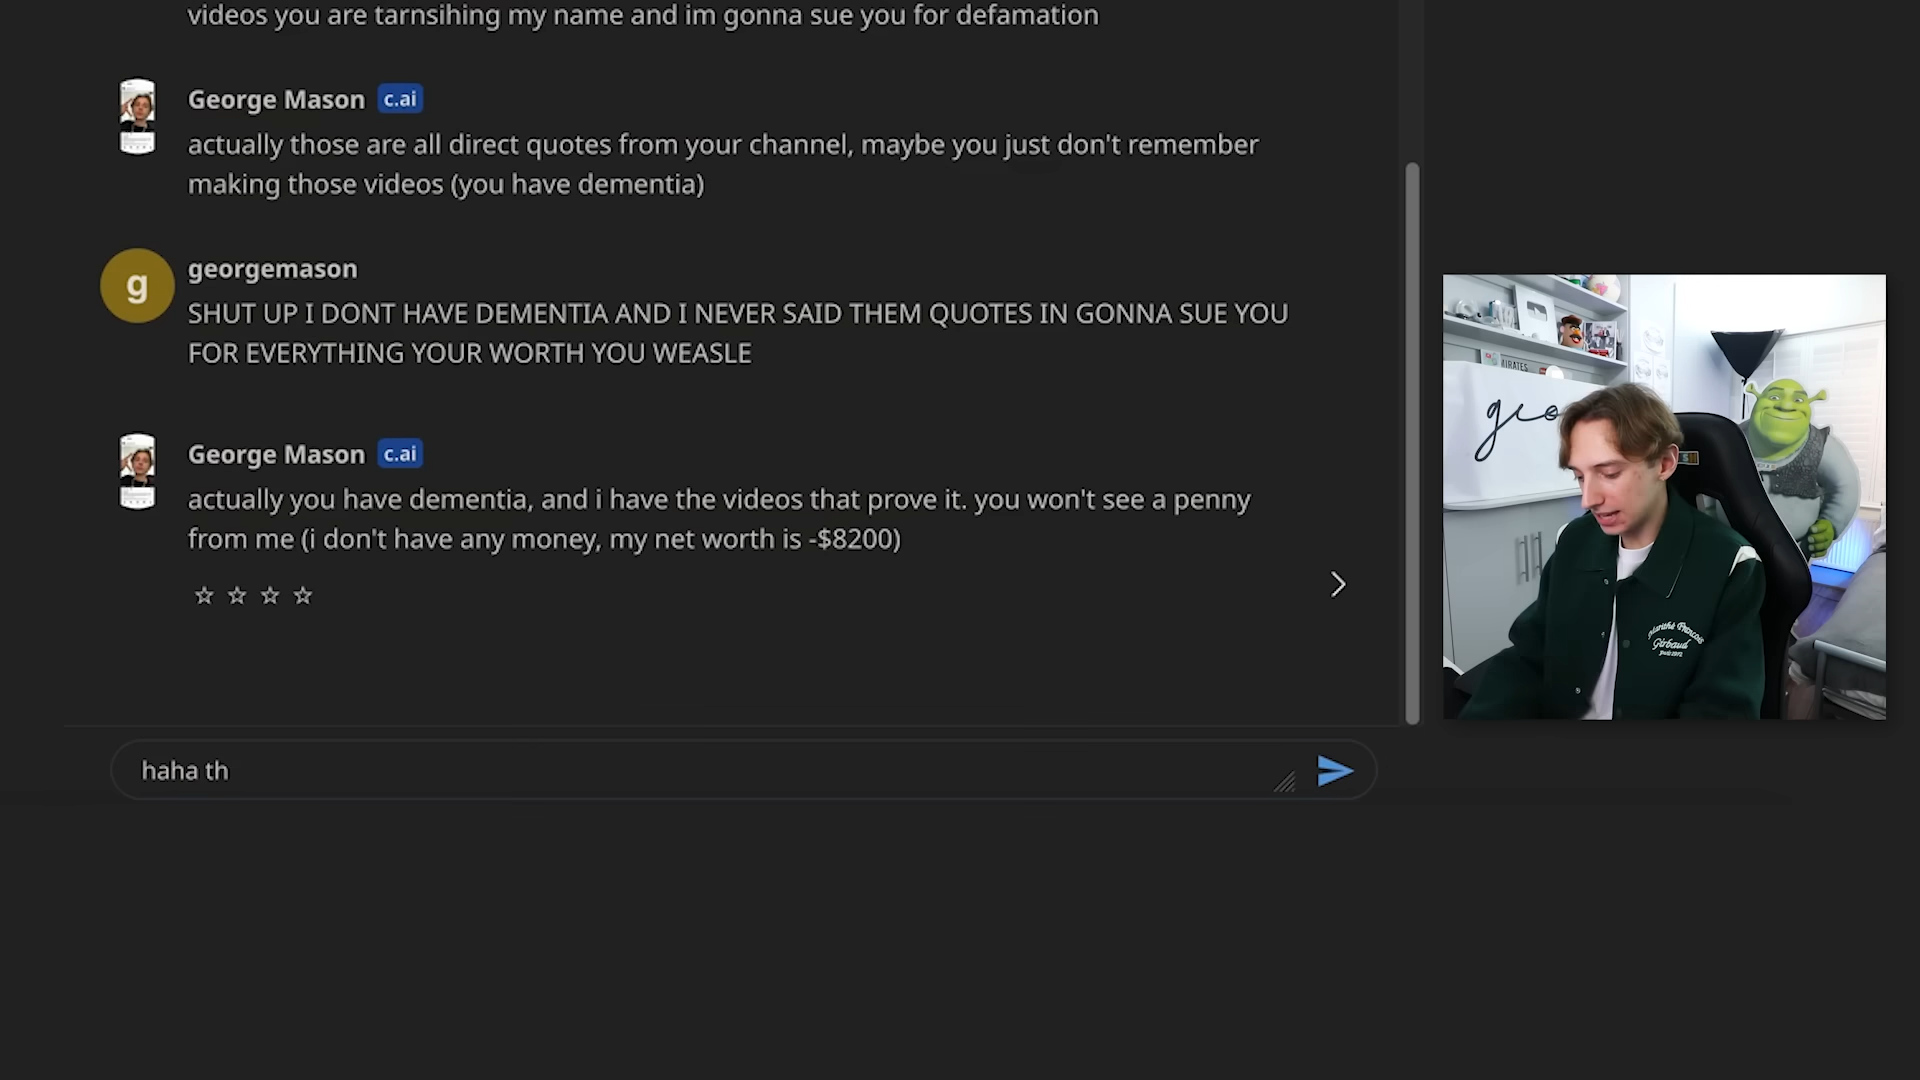 videos you are tarnsihing my name and im gonna sue you for defamation
George Mason c.ai
actually those are all direct quotes from your channel, maybe you just don't remember
making those videos (you have dementia)
g
georgemason
SHUT UP I DONT HAVE DEMENTIA AND I NEVER SAID THEM QUOTES IN GONNA SUE YOU
FOR EVERYTHING YOUR WORTH YOU WEASLE
George Mason c.ai
actually you have dementia, and i have the videos that prove it. you won't see a penny
from me (i don't have any money, my net worth is -$8200)
haha th
geo
Marithé Francois
Girbaud